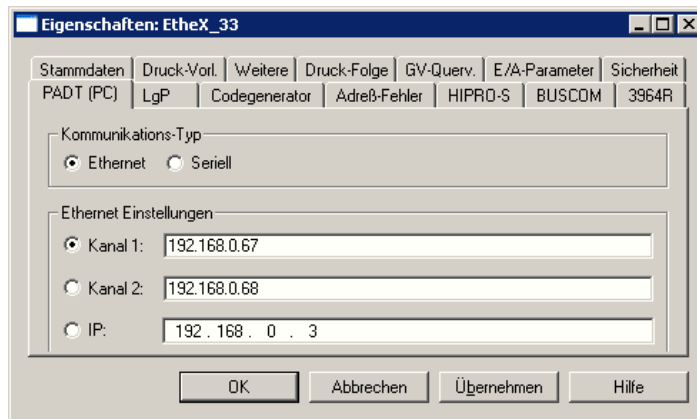 Eigenschaften: EtheX_33
Stammdaten Druck-Vorl. Weitere Druck-Folge GV-Querv. E/A-Parameter Sicherheit
PADT (PC) LgP Codegenerator Adreß-Fehler HIPRO-S BUSCOM 3964R
Kommunikations-Typ
Ethernet Seriell
Ethernet Einstellungen
Kanal 1: 192.168.0.67
Kanal 2: 192.168.0.68
IP: 192 . 168 . 0 . 3
OK Abbrechen Übernehmen Hilfe